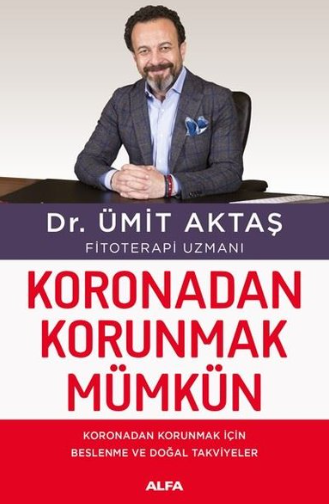 Dr. ÜMİT AKTAŞ
FİTOTERAPİ UZMANI
KORONADAN
KORUNMAK
MÜMKÜN
KORONADAN KORUNMAK İÇİN
BESLENME VE DOĞAL TAKVİYELER
ALFA